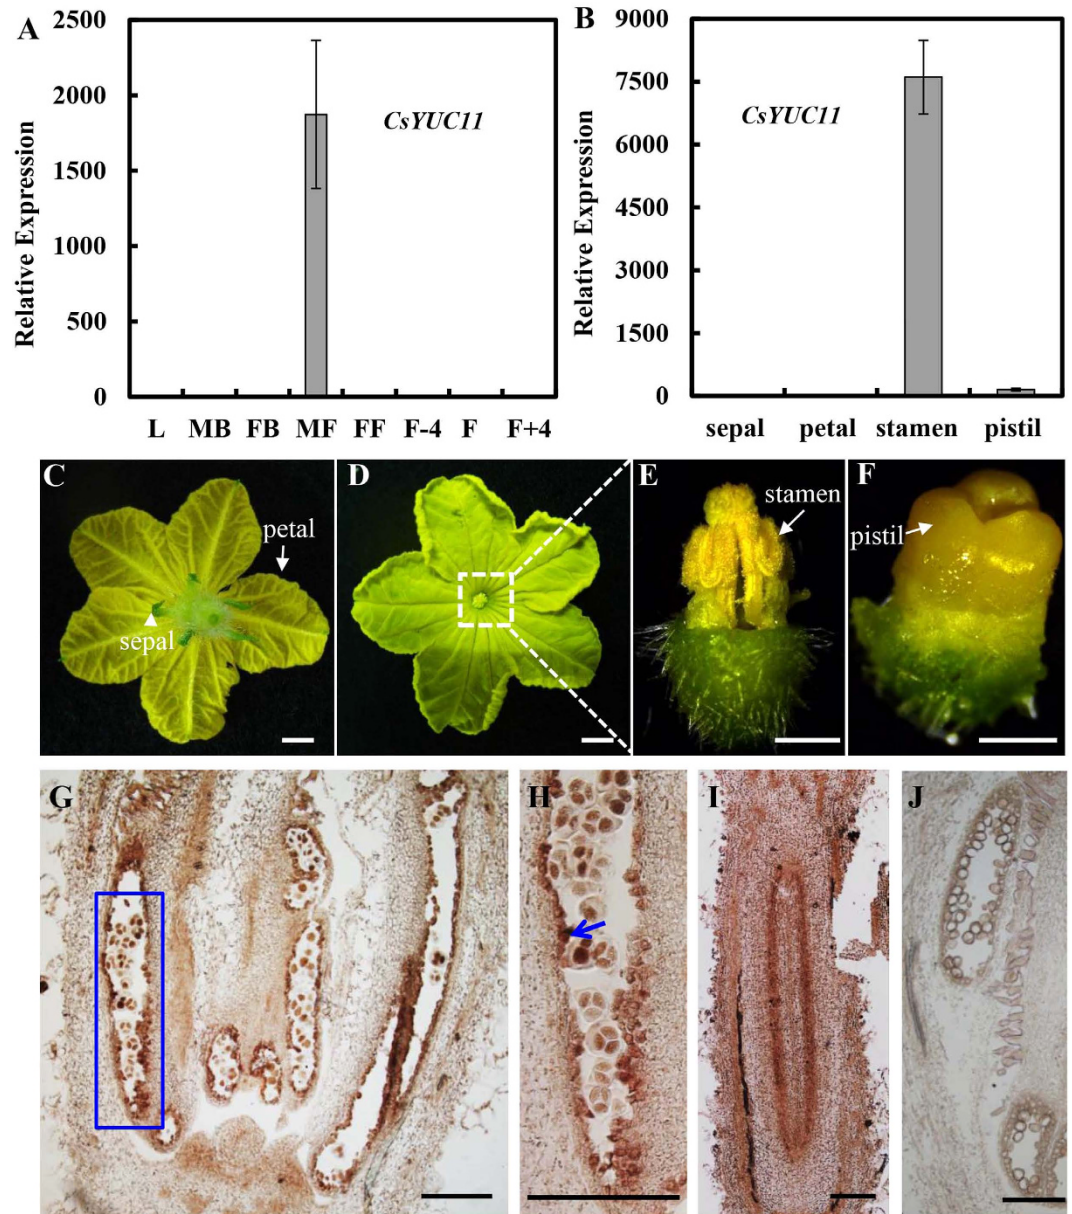 A
Relative Expression
2500
2000
1500
1000
500
0
CsYUC11
L MB FB MF FF F-4 F F+4
B
Relative Expression
9000
7500
6000
4500
3000
1500
0
CsYUC11
sepal petal stamen pistil
C
petal
sepal
D
E
stamen
F
pistil
G
H
I
J